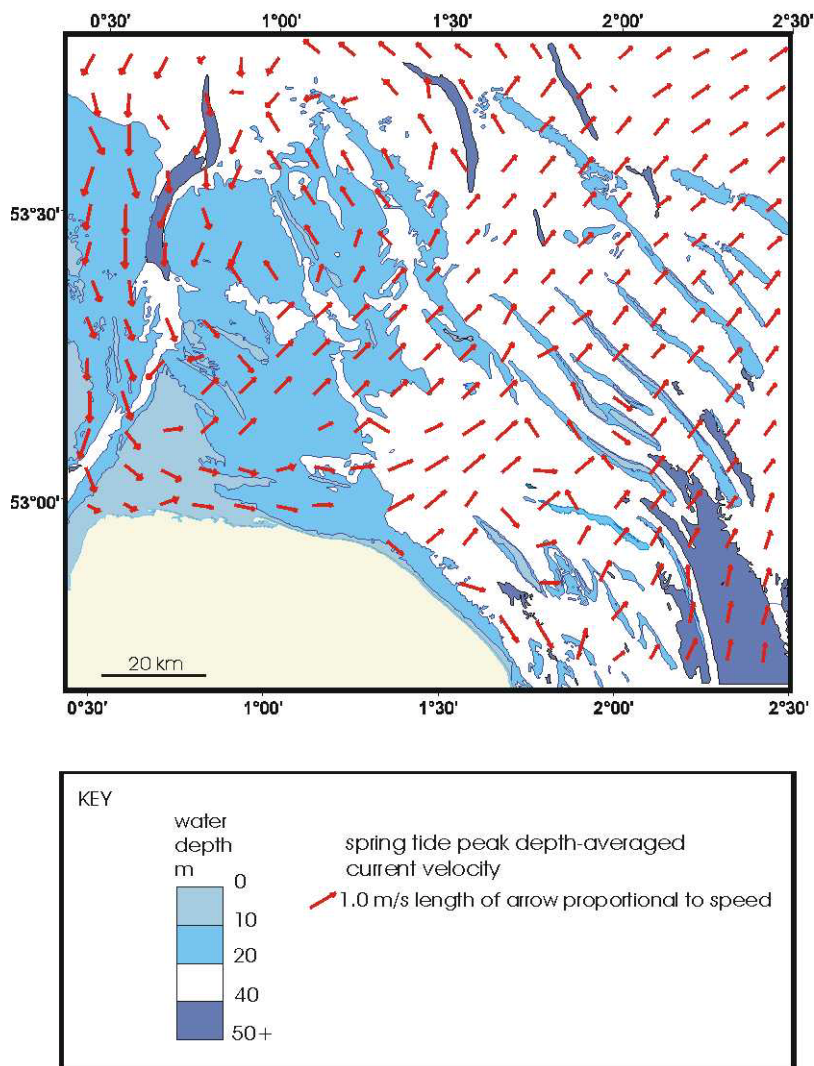 0°30' 1°00' 1°30' 2°00' 2°30'
53°30'
53°00'
20 km
0°30' 1°00' 1°30' 2°00' 2°30'
KEY
water
depth
m
0
10
20
40
50+
spring tide peak depth-averaged
current velocity
1.0 m/s length of arrow proportional to speed